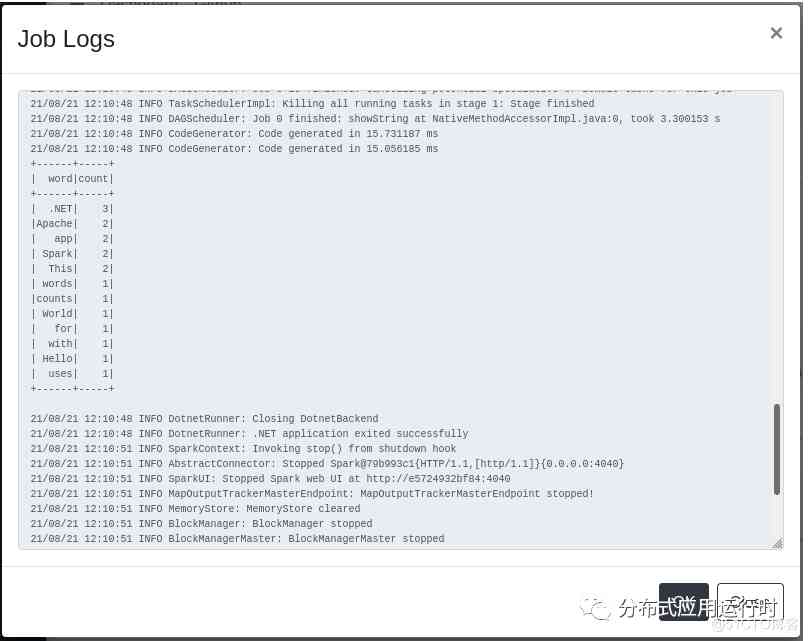 Job Logs
×
21/08/21 12:10:48 INFO TaskSchedulerImpl: Killing all running tasks in stage 1: Stage finished
21/08/21 12:10:48 INFO DAGScheduler: Job 0 finished: showString at NativeMethodAccessorImpl.java:0, took 3.300153 s
21/08/21 12:10:48 INFO CodeGenerator: Code generated in 15.731187 ms
21/08/21 12:10:48 INFO CodeGenerator: Code generated in 15.056185 ms
+------+-----+
|  word|count|
+------+-----+
|  .NET|    3|
|Apache|    2|
|   app|    2|
| Spark|    2|
|  This|    2|
| words|    1|
|counts|    1|
| World|    1|
|   for|    1|
|  with|    1|
| Hello|    1|
|  uses|    1|
+------+-----+
21/08/21 12:10:48 INFO DotnetRunner: Closing DotnetBackend
21/08/21 12:10:48 INFO DotnetRunner: .NET application exited successfully
21/08/21 12:10:51 INFO SparkContext: Invoking stop() from shutdown hook
21/08/21 12:10:51 INFO AbstractConnector: Stopped Spark@79b993c1{HTTP/1.1,[http/1.1]}{0.0.0.0:4040}
21/08/21 12:10:51 INFO SparkUI: Stopped Spark web UI at http://e5724932bf84:4040
21/08/21 12:10:51 INFO MapOutputTrackerMasterEndpoint: MapOutputTrackerMasterEndpoint stopped!
21/08/21 12:10:51 INFO MemoryStore: MemoryStore cleared
21/08/21 12:10:51 INFO BlockManager: BlockManager stopped
21/08/21 12:10:51 INFO BlockManagerMaster: BlockManagerMaster stopped
分布式应用运行时
@51CTO博客